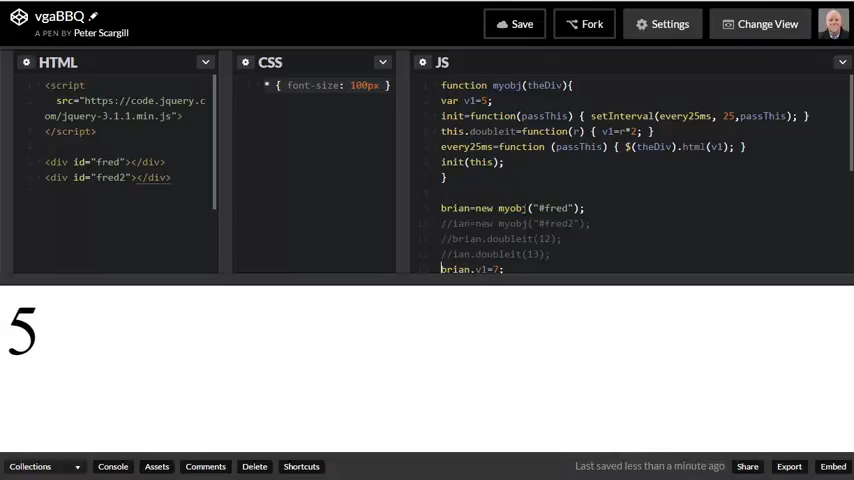 vgaBBQ
A PEN BY Peter Scargill
Save
Fork
Settings
Change View
HTML
CSS
JS
<script
src="https://code.jquery.c
om/jquery-3.1.1.min.js">
</script>
<div id="fred"></div>
<div id="fred2"></div>
* { font-size: 100px }
function myobj(theDiv){
var v1=5;
init=function(passThis) { setInterval(every25ms, 25,passThis); }
this.doubleit=function(r) { v1=r*2; }
every25ms=function (passThis) { $(theDiv).html(v1); }
init(this);
}
brian=new myobj("#fred");
//ian=new myobj("#fred2");
//brian.doubleit(12);
//ian.doubleit(13);
brian.v1=7;
5
Collections
Console
Assets
Comments
Delete
Shortcuts
Last saved less than a minute ago
Share
Export
Embed